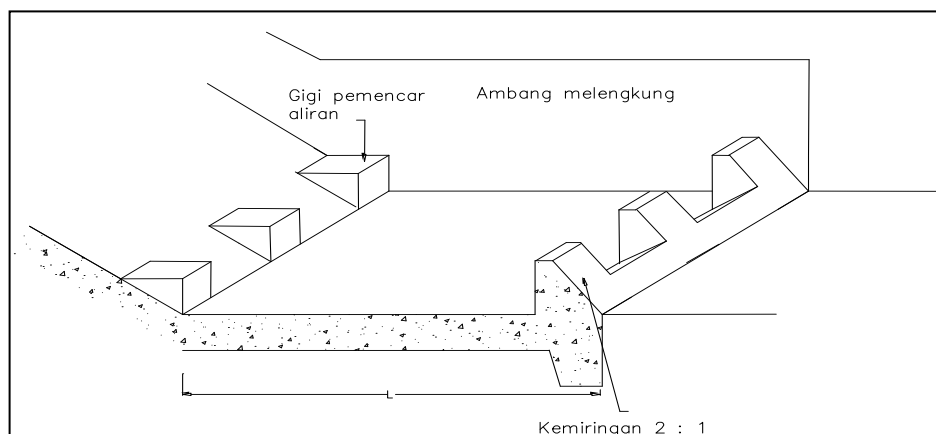 Gigi pemencar
aliran
Ambang melengkung
L
Kemiringan 2 : 1